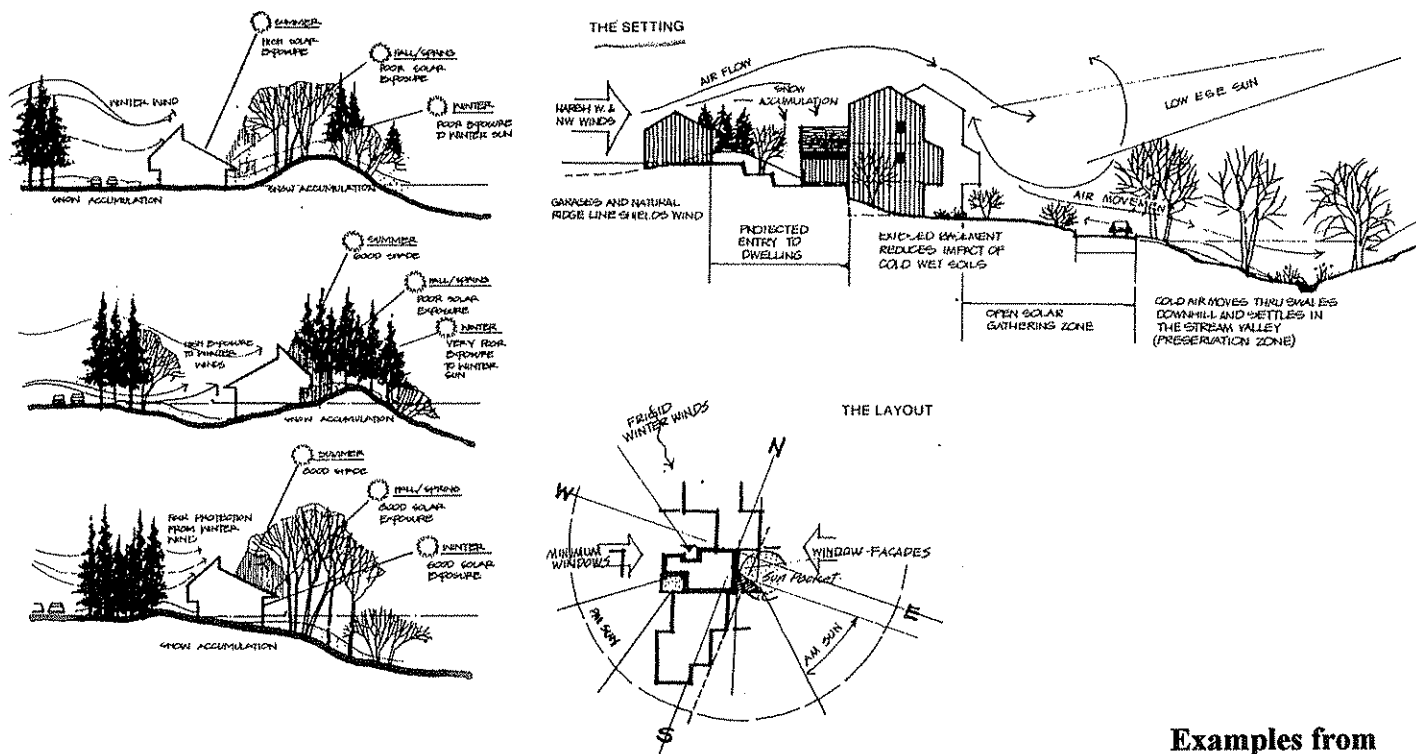 SUMMER
HIGH SOLAR
EXPOSURE
FALL/SPRING
POOR SOLAR
EXPOSURE
WINTER
POOR EXPOSURE
TO WINTER SUN
WINTER WIND
SNOW ACCUMULATION
SNOW ACCUMULATION
SUMMER
GOOD SHADE
FALL/SPRING
POOR SOLAR
EXPOSURE
WINTER
VERY POOR
EXPOSURE
TO WINTER
SUN
HIGH EXPOSURE
TO WINTER
WINDS
SNOW ACCUMULATION
SUMMER
GOOD SHADE
FALL/SPRING
GOOD SOLAR
EXPOSURE
WINTER
GOOD SOLAR
EXPOSURE
FAIR PROTECTION
FROM WINTER
WIND
SNOW ACCUMULATION
THE SETTING
AIR FLOW
HARSH W. &
NW WINDS
SNOW
ACCUMULATION
LOW ESE SUN
AIR MOVEMEN
GARAGES AND NATURAL
RIDGE LINE SHIELDS WIND
PROTECTED
ENTRY TO
DWELLING
BASEMENT
REDUCES IMPACT OF
COLD WET SOILS
OPEN SOLAR
GATHERING ZONE
COLD AIR MOVES THRU SWALES
DOWNHILL AND SETTLES IN
THE STREAM VALLEY
(PRESERVATION ZONE)
THE LAYOUT
FRIGID
WINTER WINDS
N
W
MINIMUM
WINDOWS
WINDOW-FACADES
Sun Pocket
E
PM SUN
AM SUN
S
Examples from